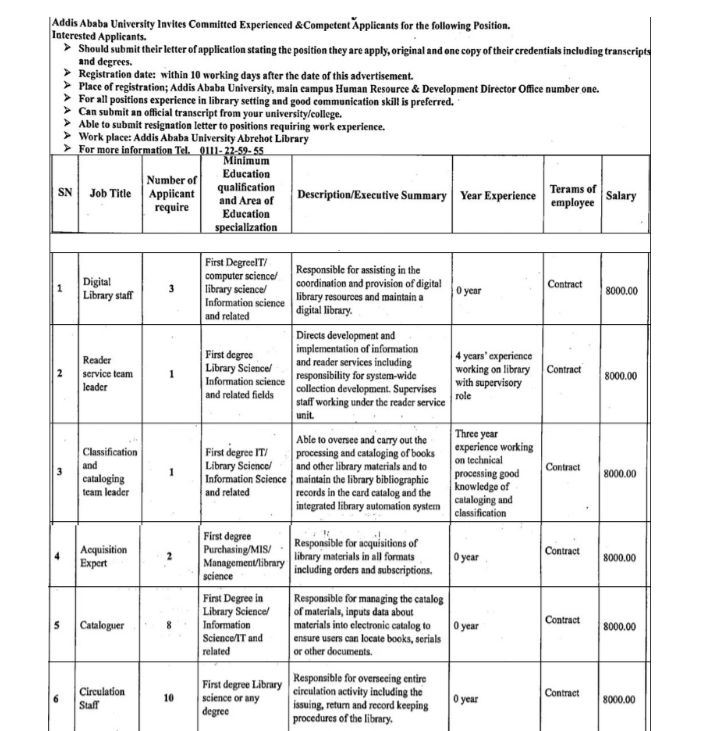 Addis Ababa University Invites Committed Experienced &Competent Applicants for the following Position.
Interested Applicants.
➢ Should submit their letter of application stating the position they are apply, original and one copy of their credentials including transcripts
and degrees.
➢ Registration date: within 10 working days after the date of this advertisement.
➢ Place of registration; Addis Ababa University, main campus Human Resource & Development Director Office number one.
➢ For all positions experience in library setting and good communication skill is preferred.
➢ Can submit an official transcript from your university/college.
➢ Able to submit resignation letter to positions requiring work experience.
➢ Work place: Addis Ababa University Abrehot Library
➢ For more information Tel. 0111- 22-59- 55
SN
Job Title
Number of
Applicant
require
Minimum
Education
qualification
and Area of
Education
specialization
Description/Executive Summary
Year Experience
Terams of
employee
Salary
1
Digital
Library staff
3
First DegreeIT/
computer science/
library science/
Information science
and related
Responsible for assisting in the
coordination and provision of digital
library resources and maintain a
digital library.
0 year
Contract
8000.00
2
Reader
service team
leader
1
First degree
Library Science/
Information science
and related fields
Directs development and
implementation of information
and reader services including
responsibility for system-wide
collection development. Supervises
staff working under the reader service
unit.
4 years' experience
working on library
with supervisory
role
Contract
8000.00
3
Classification
and
cataloging
team leader
1
First degree IT/
Library Science/
Information Science
and related
Able to oversee and carry out the
processing and cataloging of books
and other library materials and to
maintain the library bibliographic
records in the card catalog and the
integrated library automation system
Three year
experience working
on technical
processing good
knowledge of
cataloging and
classification
Contract
8000.00
4
Acquisition
Expert
2
First degree
Purchasing/MIS/
Management/library
science
Responsible for acquisitions of
library materials in all formats
including orders and subscriptions.
0 year
Contract
8000.00
5
Cataloguer
8
First Degree in
Library Science/
Information
Science/IT and
related
Responsible for managing the catalog
of materials, inputs data about
materials into electronic catalog to
ensure users can locate books, serials
or other documents.
0 year
Contract
8000.00
6
Circulation
Staff
10
First degree Library
science or any
degree
Responsible for overseeing entire
circulation activity including the
issuing, return and record keeping
procedures of the library.
0 year
Contract
8000.00